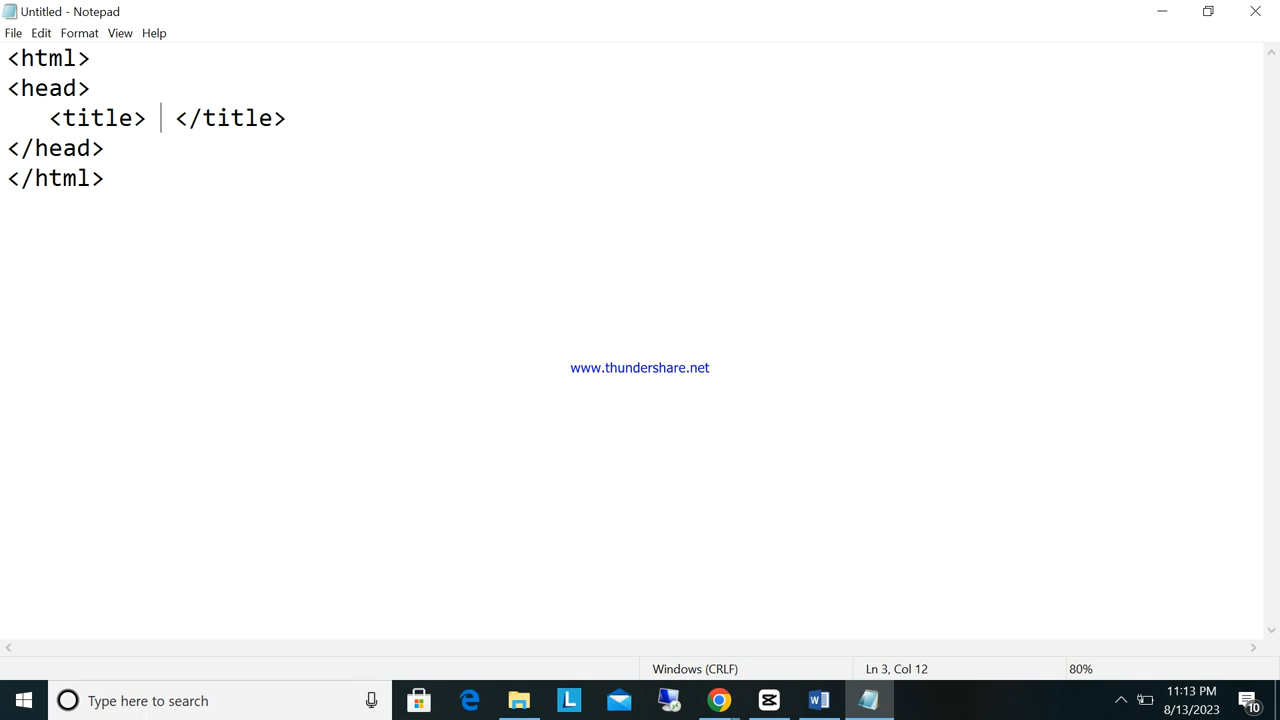 Untitled - Notepad
File Edit Format View Help
<html>
<head>
<title> </title>
</head>
</html>
www.thundershare.net
Windows (CRLF) Ln 3, Col 12 80%
Type here to search
L
W
11:13 PM
8/13/2023
10